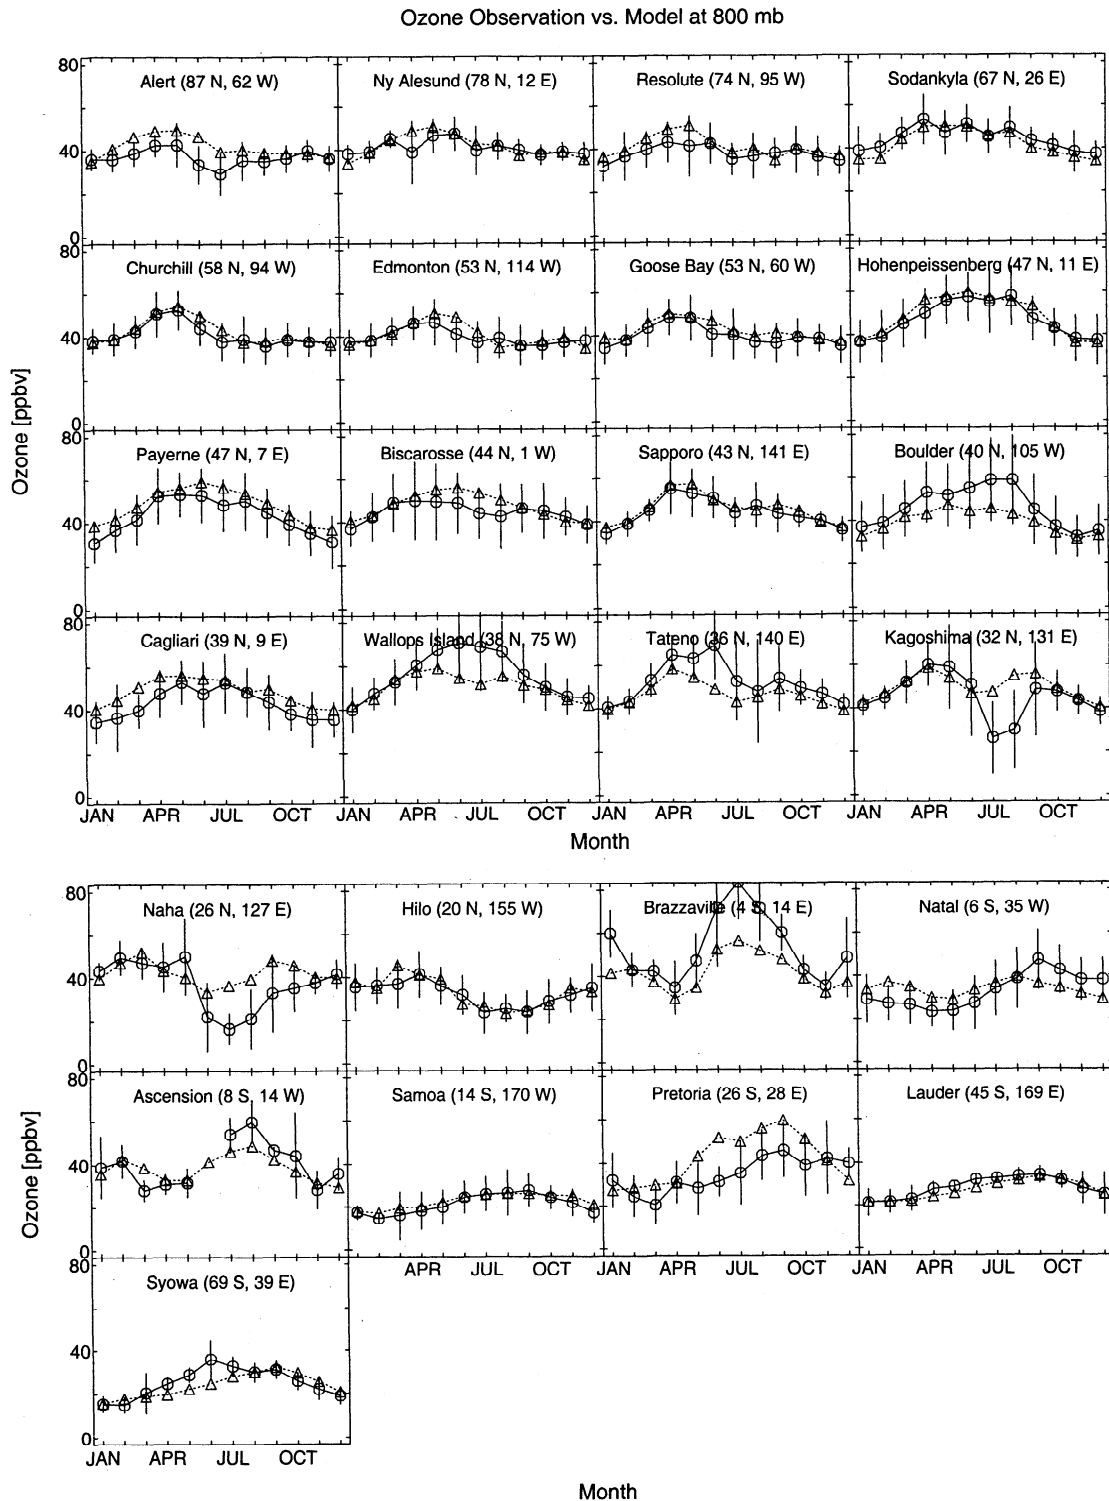 Ozone Observation vs. Model at 800 mb
80
Alert (87 N, 62 W)
Ny Alesund (78 N, 12 E)
Resolute (74 N, 95 W)
Sodankyla (67 N, 26 E)
40
0
80
Churchill (58 N, 94 W)
Edmonton (53 N, 114 W)
Goose Bay (53 N, 60 W)
Hohenpeissenberg (47 N, 11 E)
40
0
Ozone [ppbv]
80
Payerne (47 N, 7 E)
Biscarosse (44 N, 1 W)
Sapporo (43 N, 141 E)
Boulder (40 N, 105 W)
40
0
80
Cagliari (39 N, 9 E)
Wallops Island (38 N, 75 W)
Tateno (36 N, 140 E)
Kagoshima (32 N, 131 E)
40
0
JAN APR JUL OCT JAN APR JUL OCT JAN APR JUL OCT JAN APR JUL OCT
Month
80
Naha (26 N, 127 E)
Hilo (20 N, 155 W)
Brazzaville (4 S, 14 E)
Natal (6 S, 35 W)
40
0
80
Ascension (8 S, 14 W)
Samoa (14 S, 170 W)
Pretoria (26 S, 28 E)
Lauder (45 S, 169 E)
Ozone [ppbv]
40
0
APR JUL OCT JAN APR JUL OCT JAN APR JUL OCT
80
Syowa (69 S, 39 E)
40
0
JAN APR JUL OCT
Month